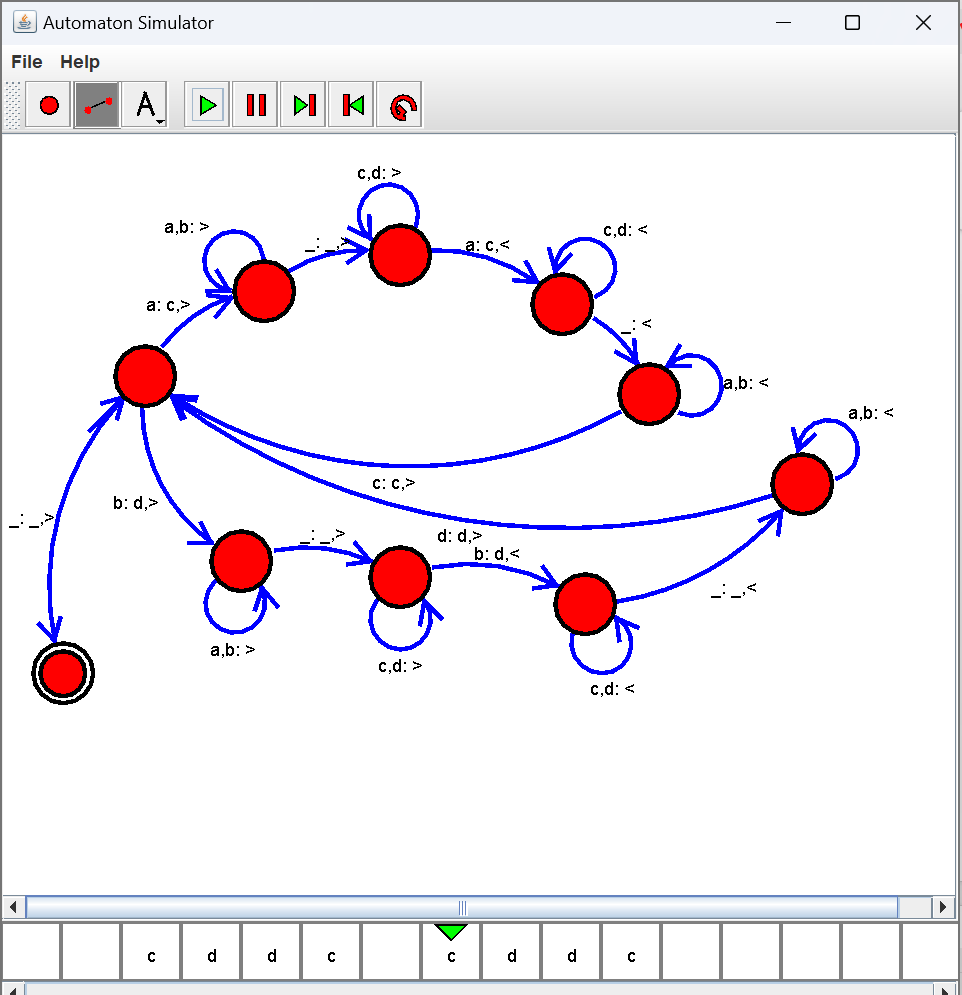 Automaton Simulator
File Help
A
c,d: >
a,b: >
_: _,>
a: c,<
c,d: <
a: c,>
_: <
a,b: <
a,b: <
c: c,>
b: d,>
_: _,>
_: _,>
d: d,>
b: d,<
_: _,<
a,b: >
c,d: >
c,d: <
c d d c c d d c